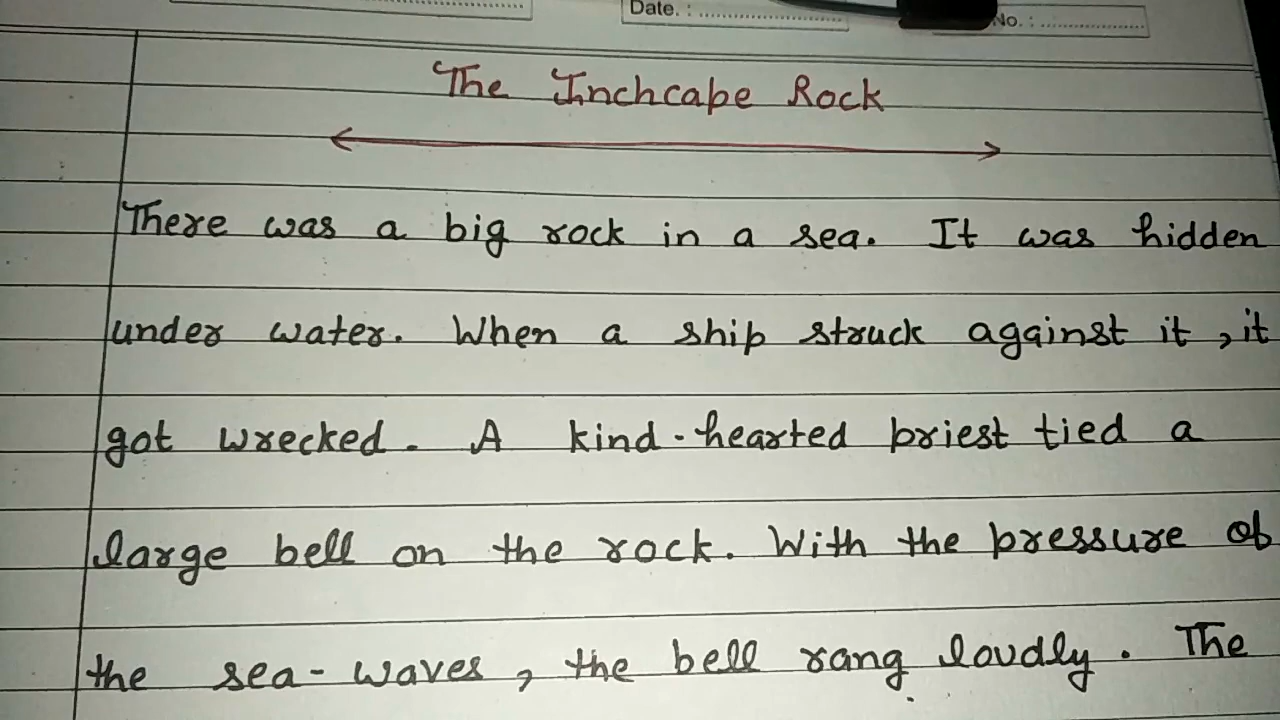 Date. : ................................ No. : ........................
The Inchcape Rock
There was a big rock in a sea. It was hidden
under water. When a ship struck against it, it
got wrecked. A kind-hearted priest tied a
large bell on the rock. With the pressure of
the sea-waves, the bell rang loudly. The